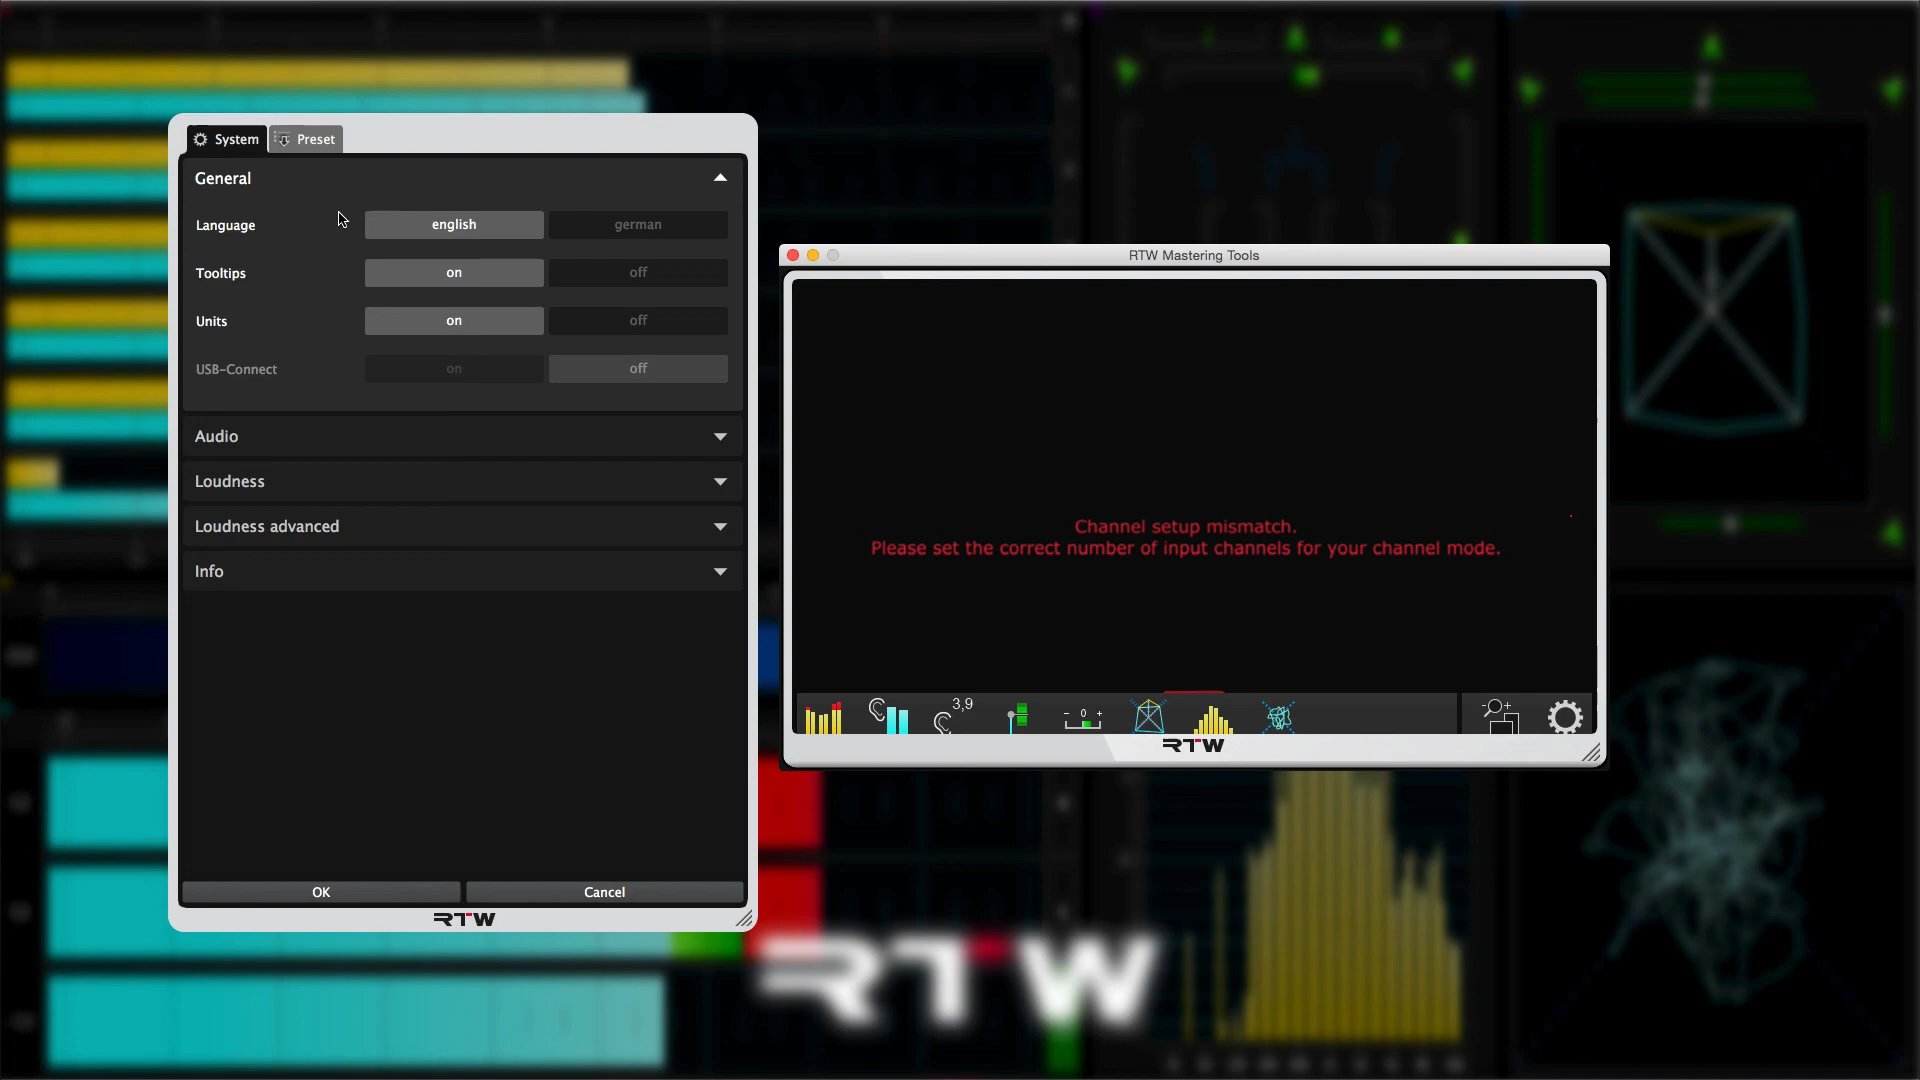 System
Preset
General
Language
english
german
Tooltips
on
off
Units
on
off
USB-Connect
on
off
Audio
Loudness
Loudness advanced
Info
OK
Cancel
RTW
RTW Mastering Tools
Channel setup mismatch.
Please set the correct number of input channels for your channel mode.
3,9
- 0 +
RTW
RTW